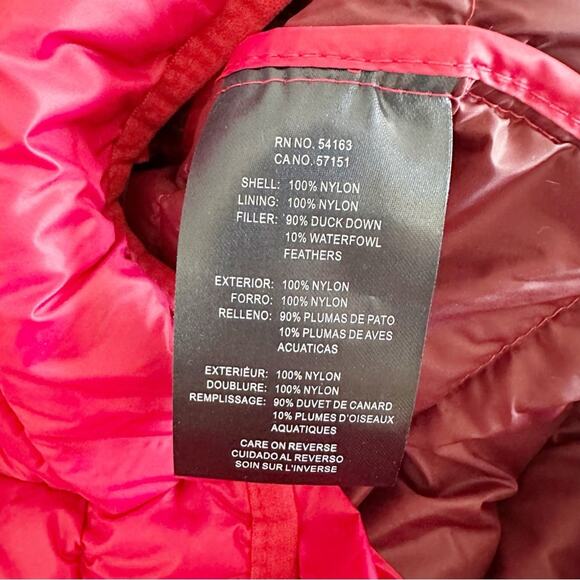 RN NO. 54163
CA NO. 57151
SHELL: 100% NYLON
LINING: 100% NYLON
FILLER: 90% DUCK DOWN
10% WATERFOWL
FEATHERS
EXTERIOR: 100% NYLON
FORRO: 100% NYLON
RELLENO: 90% PLUMAS DE PATO
10% PLUMAS DE AVES
ACUATICAS
EXTERIÉUR: 100% NYLON
DOUBLURE: 100% NYLON
REMPLISSAGE: 90% DUVET DE CANARD
10% PLUMES D'OISEAUX
AQUATIQUES
CARE ON REVERSE
CUIDADO AL REVERSO
SOIN SUR L'INVERSE